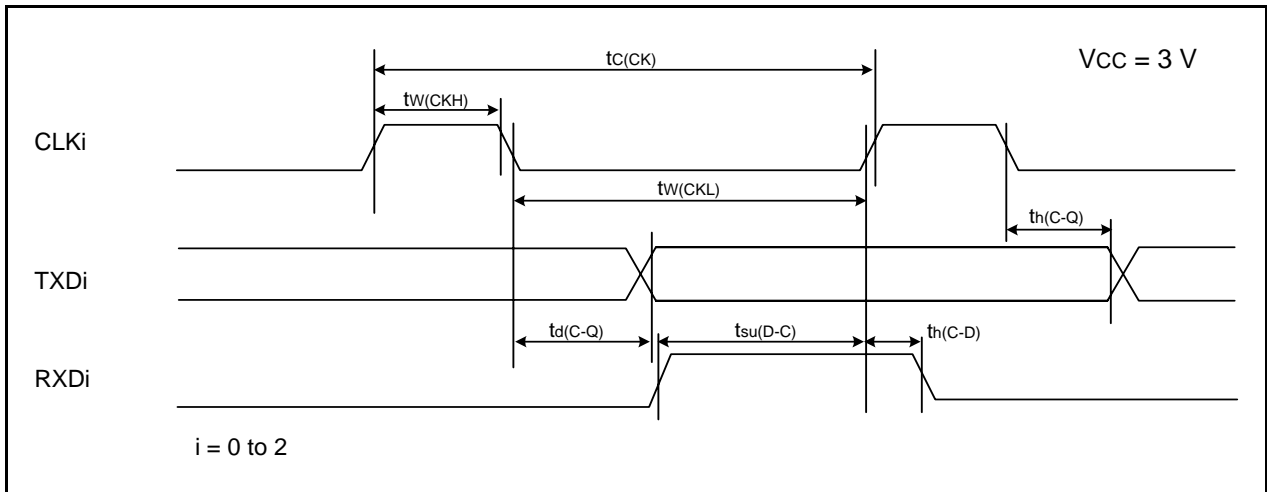 tC(CK)
VCC = 3 V
tW(CKH)
CLKi
tW(CKL)
th(C-Q)
TXDi
td(C-Q)
tsu(D-C)
th(C-D)
RXDi
i = 0 to 2